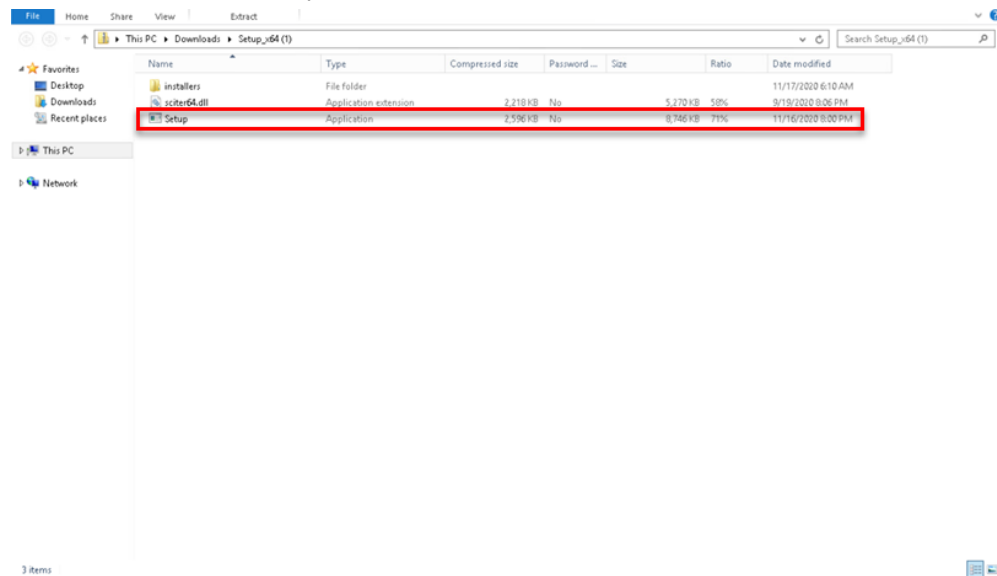 File Home Share View Extract
This PC ▸ Downloads ▸ Setup_x64 (1) Search Setup_x64 (1)
Name Type Compressed size Password ... Size Ratio Date modified
Favorites
Desktop
Downloads
Recent places
This PC
Network
installers File folder 11/17/2020 6:10 AM
sciter64.dll Application extension 2,218 KB No 5,270 KB 58% 9/19/2020 8:06 PM
Setup Application 2,596 KB No 8,746 KB 71% 11/16/2020 8:00 PM
3 items